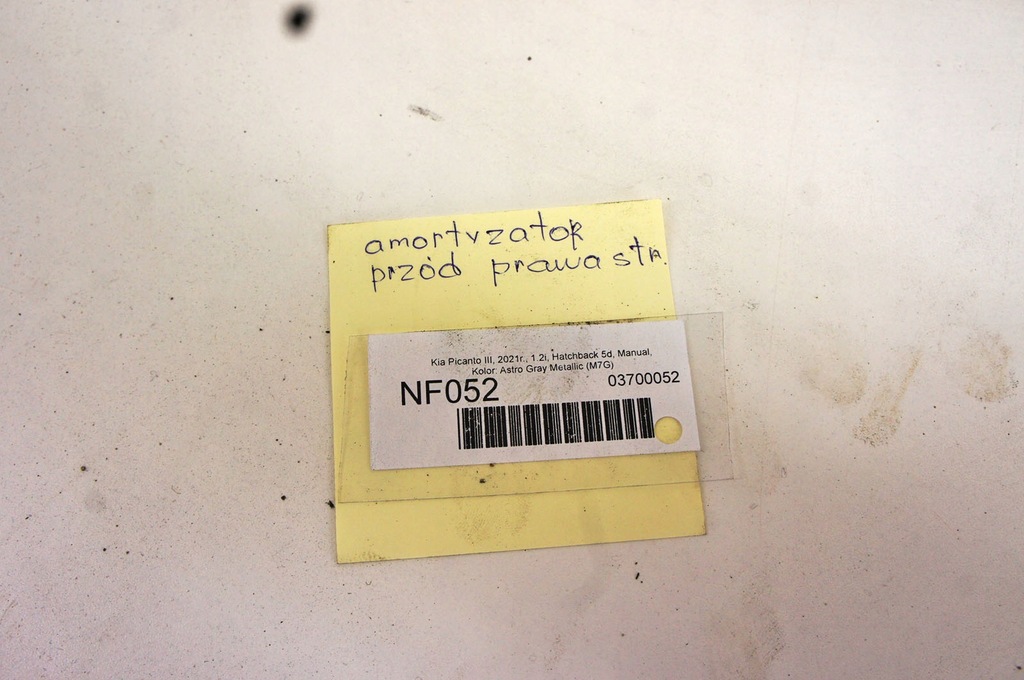 amortyzator
przód prawa str
Kia Picanto III, 2021r., 1.2i, Hatchback 5d, Manual,
Kolor: Astro Gray Metallic (M7G)
NF052 03700052